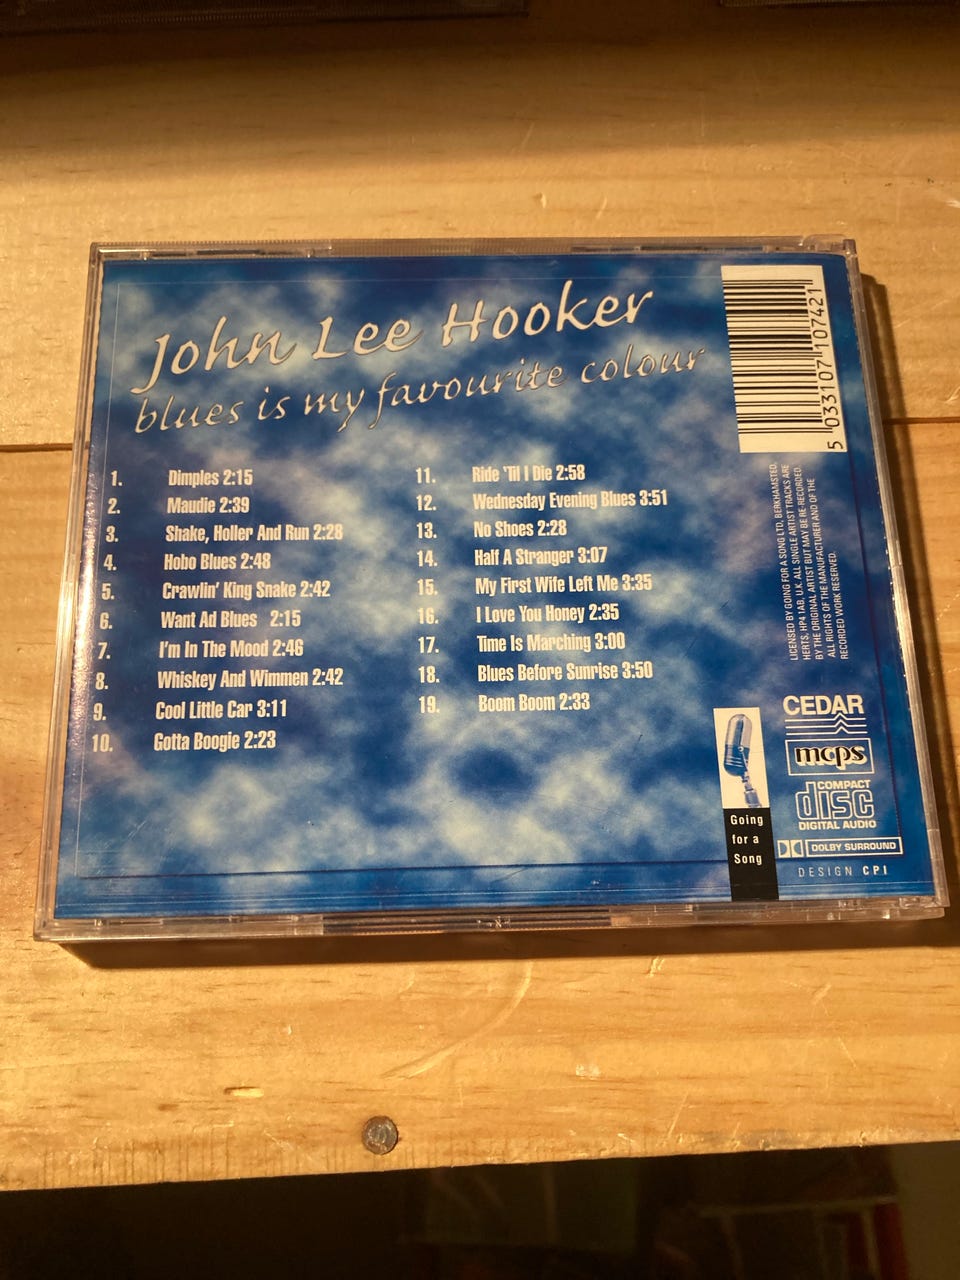 John Lee Hooker
blues is my favourite colour
1. Dimples 2:15
2. Maudie 2:39
3. Shake, Holler And Run 2:28
4. Hobo Blues 2:48
5. Crawlin' King Snake 2:42
6. Want Ad Blues 2:15
7. I'm In The Mood 2:46
8. Whiskey And Wimmen 2:42
9. Cool Little Car 3:11
10. Gotta Boogie 2:23
11. Ride 'Til I Die 2:58
12. Wednesday Evening Blues 3:51
13. No Shoes 2:28
14. Half A Stranger 3:07
15. My First Wife Left Me 3:35
16. I Love You Honey 2:35
17. Time Is Marching 3:00
18. Blues Before Sunrise 3:50
19. Boom Boom 2:33
5 033107 107421
LICENSED BY GOING FOR A SONG LTD, BERKHAMSTED,
HERTS, HP4 1AB, U.K. ALL SINGLE ARTIST TRACKS ARE
BY THE ORIGINAL ARTIST BUT MAY BE RE-RECORDED.
ALL RIGHTS OF THE MANUFACTURER AND OF THE
RECORDED WORK RESERVED.
CEDAR
mcps
COMPACT
disc
DIGITAL AUDIO
DOLBY SURROUND
DESIGN CPI
Going
for a
Song